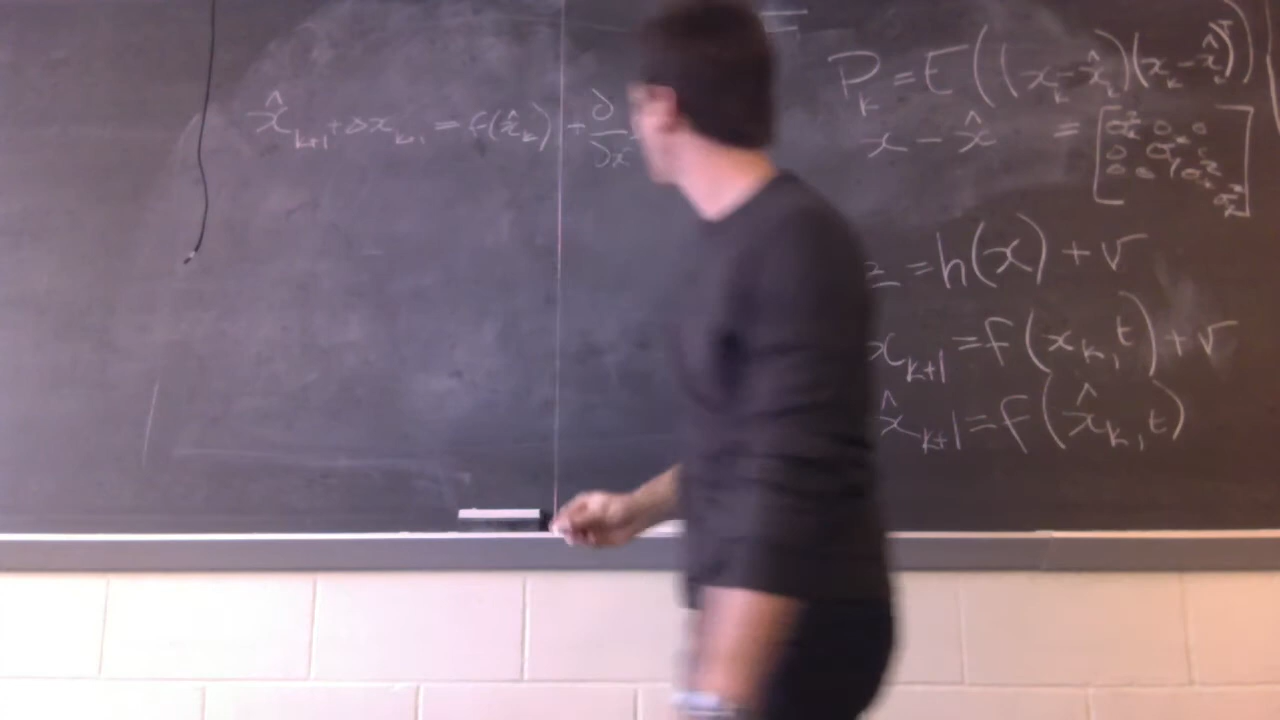 x̂_{k+1} + Δx_{k+1} = f(x̂_k) + ∂/∂x
P_k = E((x_k - x̂_k)(x_k - x̂_k)^T)
x - x̂ =
z = h(x) + v
x_{k+1} = f(x_k, t) + v
x̂_{k+1} = f(x̂_k, t)